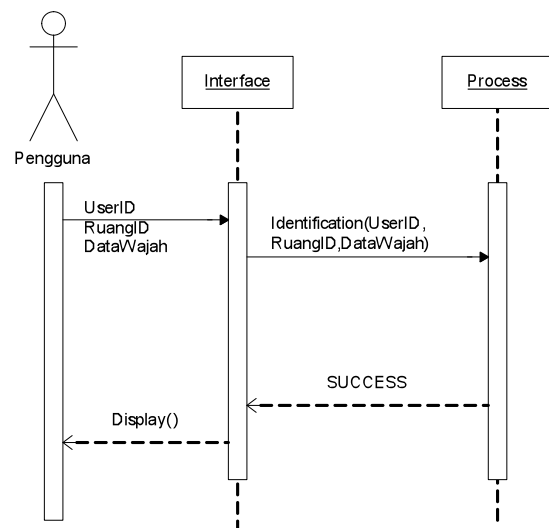 Interface
Process
Pengguna
UserID
RuangID
DataWajah
Identification(UserID,
RuangID,DataWajah)
SUCCESS
Display()